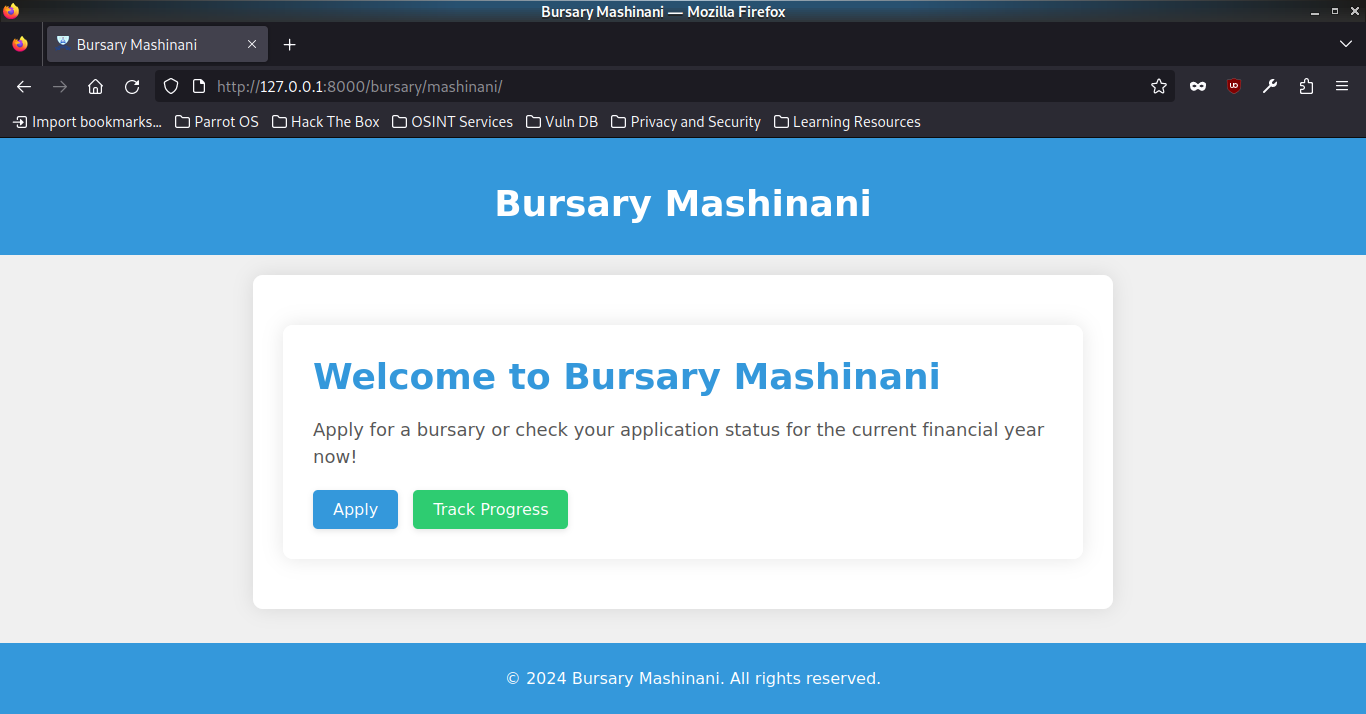 Bursary Mashinani — Mozilla Firefox
Bursary Mashinani
http://127.0.0.1:8000/bursary/mashinani/
Import bookmarks... Parrot OS Hack The Box OSINT Services Vuln DB Privacy and Security Learning Resources
Bursary Mashinani
Welcome to Bursary Mashinani
Apply for a bursary or check your application status for the current financial year
now!
Apply Track Progress
© 2024 Bursary Mashinani. All rights reserved.